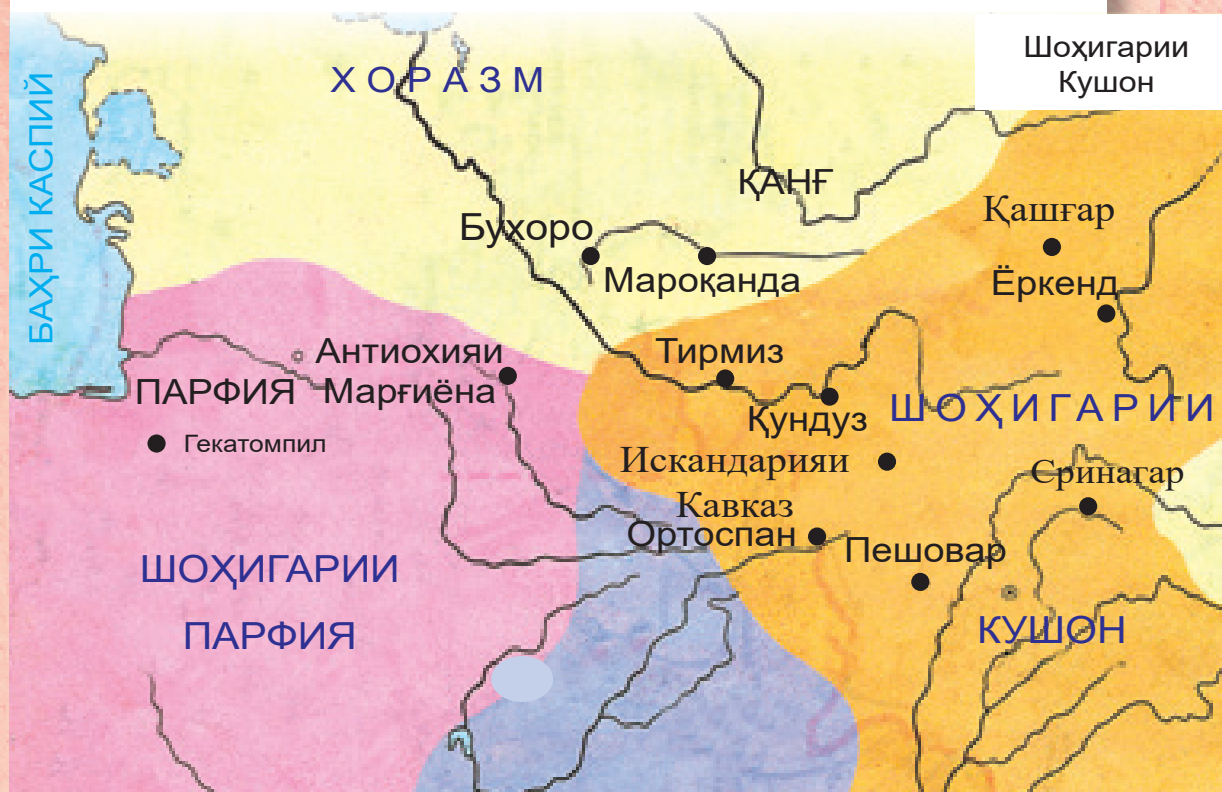 Шоҳигарии
Кушон
ХОРАЗМ
БАҲРИ КАСПИЙ
ҚАНҒ
Қашғар
Бухоро
Мароқанда
Ёркенд
Антиохияи
Марғиёна
Тирмиз
ПАРФИЯ
Қундуз
ШОҲИГАРИИ
Гекатомпил
Искандарияи
Кавказ
Сринагар
Ортоспан
Пешовар
ШОҲИГАРИИ
ПАРФИЯ
КУШОН